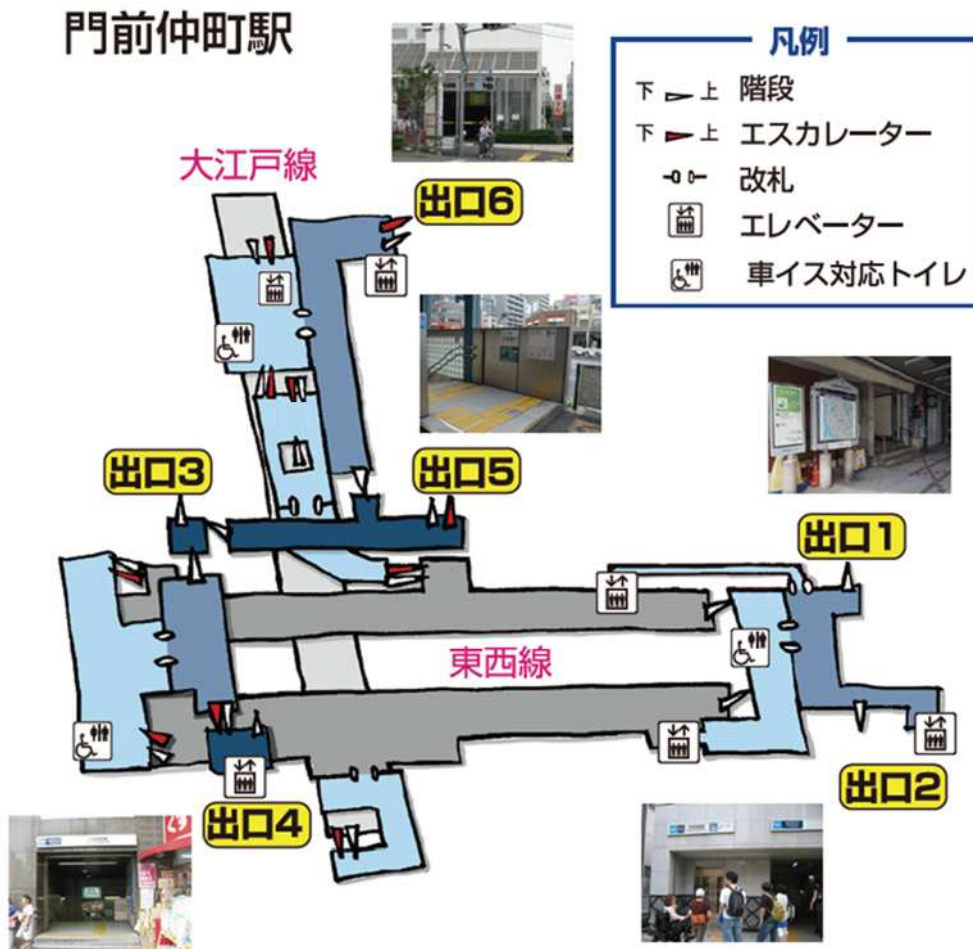 門前仲町駅
凡例
下 上 階段
下 上 エスカレーター
改札
エレベーター
車イス対応トイレ
大江戸線
出口6
出口3
出口5
出口1
東西線
出口2
出口4